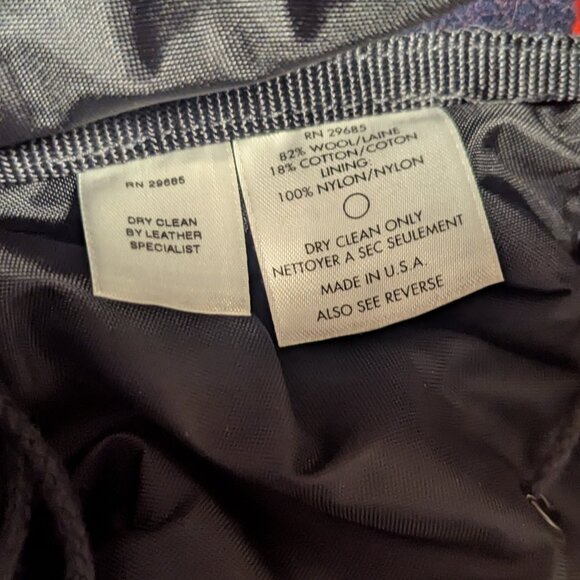 RN 29685
DRY CLEAN
BY LEATHER
SPECIALIST
RN 29685
82% WOOL/LAINE
18% COTTON/COTON
LINING:
100% NYLON/NYLON
DRY CLEAN ONLY
NETTOYER A SEC SEULEMENT
MADE IN U.S.A.
ALSO SEE REVERSE